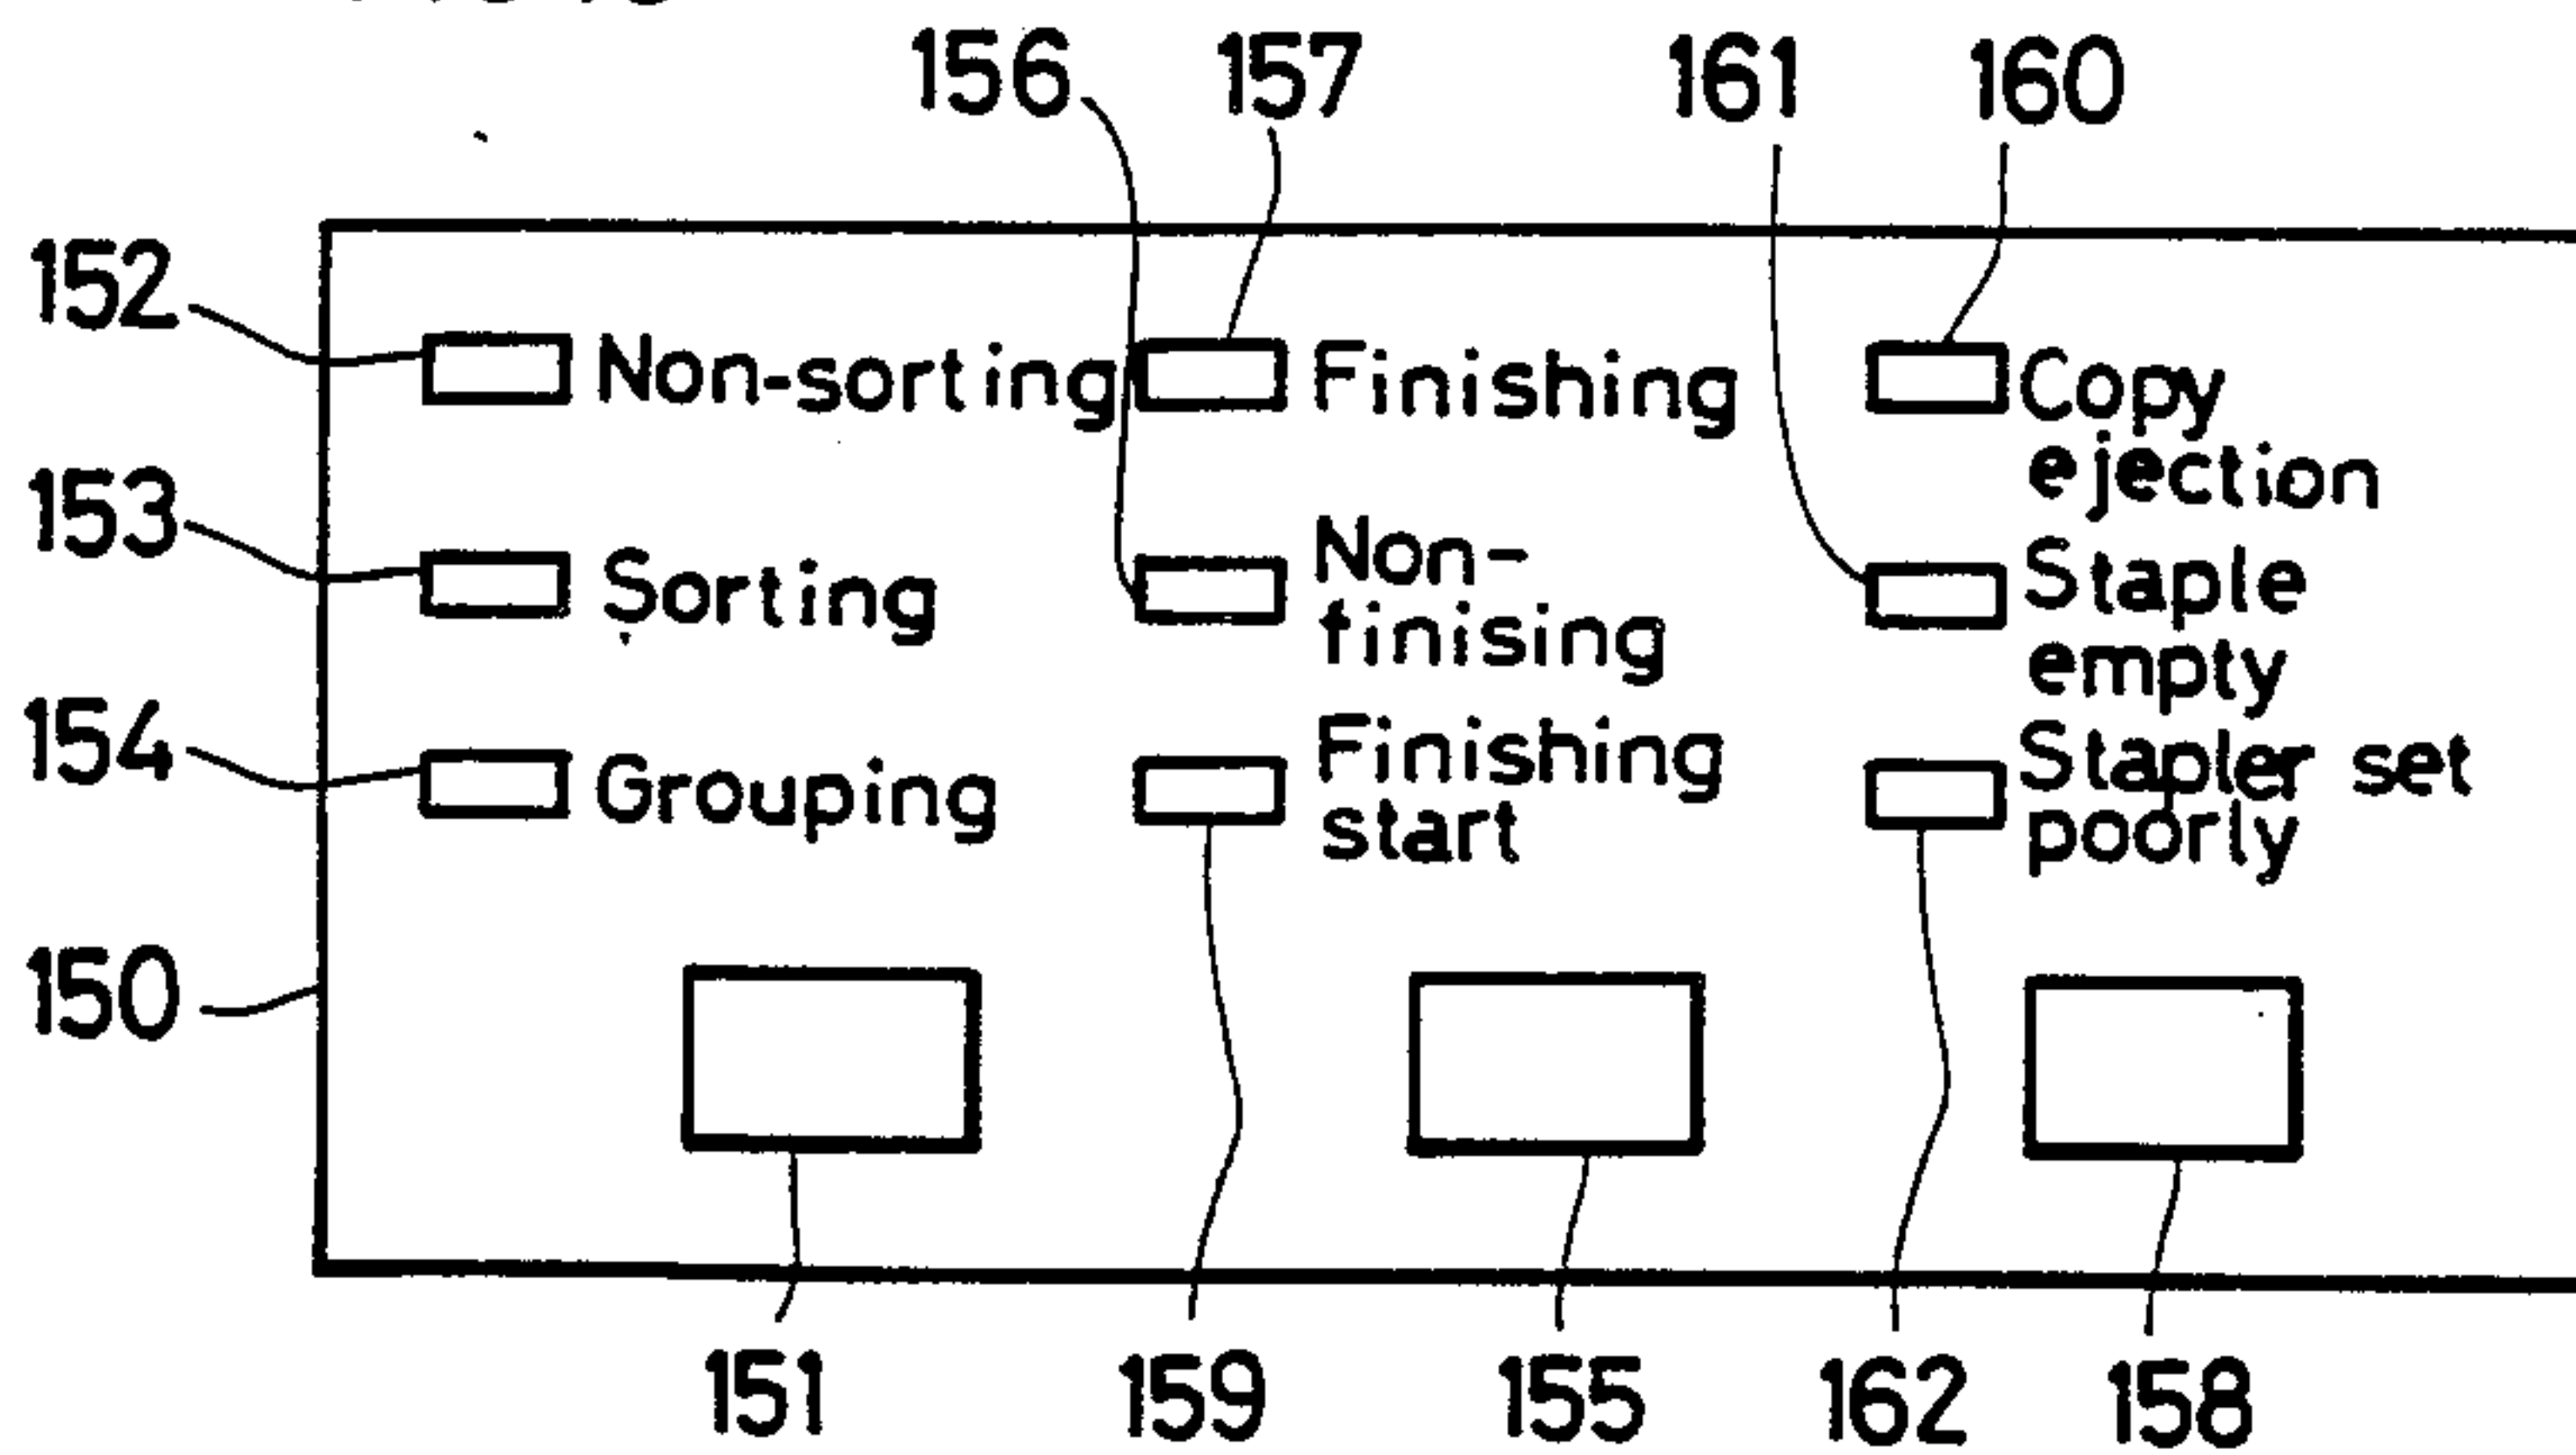 156 157 161 160
152 Non-sorting Finishing Copy
ejection
153 Sorting Non-
finising Staple
empty
154 Grouping Finishing
start Stapler set
poorly
150
151 159 155 162 158